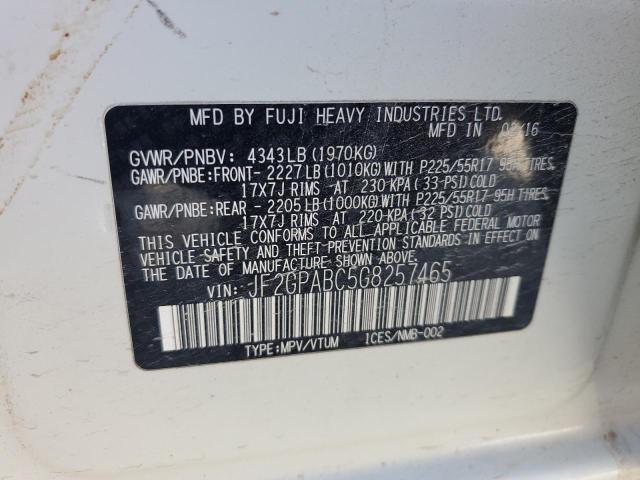 MFD BY FUJI HEAVY INDUSTRIES LTD.
MFD IN 02/16
GVWR/PNBV: 4343LB (1970KG)
GAWR/PNBE:FRONT- 2227LB (1010KG) WITH P225/55R17 95H TIRES,
17X7J RIMS AT 230 KPA (33 PSI) COLD
GAWR/PNBE:REAR - 2205LB (1000KG) WITH P225/55R17 95H TIRES,
17X7J RIMS AT 220 KPA (32 PSI) COLD
THIS VEHICLE CONFORMS TO ALL APPLICABLE FEDERAL MOTOR
VEHICLE SAFETY AND THEFT PREVENTION STANDARDS IN EFFECT
ON THE DATE OF MANUFACTURE SHOWN ABOVE.
VIN: JF2GPABC5G8257465
TYPE:MPV/VTUM ICES/NMB-002